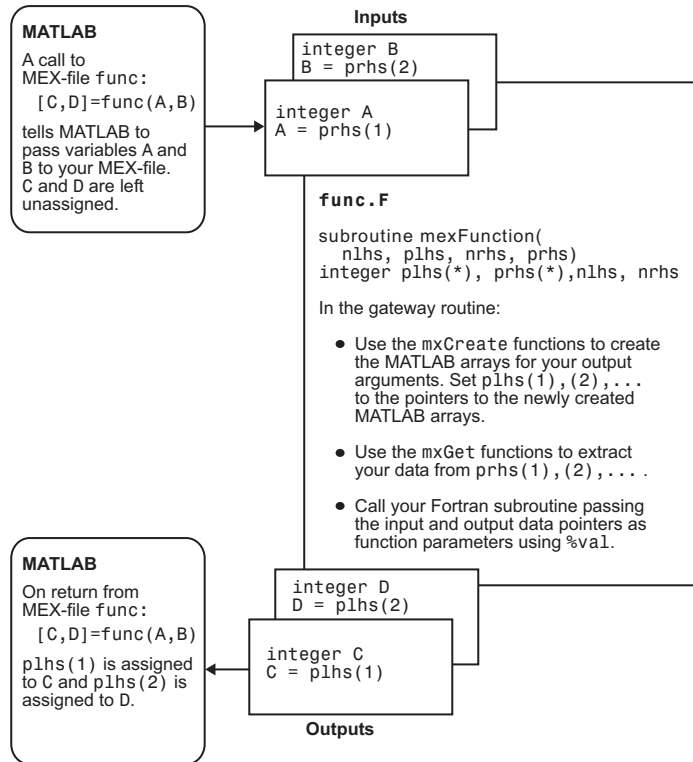 MATLAB
A call to
MEX-file func:
[C,D]=func(A,B)
tells MATLAB to
pass variables A and
B to your MEX-file.
C and D are left
unassigned.
Inputs
integer B
B = prhs(2)
integer A
A = prhs(1)
func.F
subroutine mexFunction(
nlhs, plhs, nrhs, prhs)
integer plhs(*), prhs(*),nlhs, nrhs
In the gateway routine:
● Use the mxCreate functions to create
the MATLAB arrays for your output
arguments. Set plhs(1),(2),...
to the pointers to the newly created
MATLAB arrays.
● Use the mxGet functions to extract
your data from prhs(1),(2),... .
● Call your Fortran subroutine passing
the input and output data pointers as
function parameters using %val.
MATLAB
On return from
MEX-file func:
[C,D]=func(A,B)
plhs(1) is assigned
to C and plhs(2) is
assigned to D.
integer D
D = plhs(2)
integer C
C = plhs(1)
Outputs